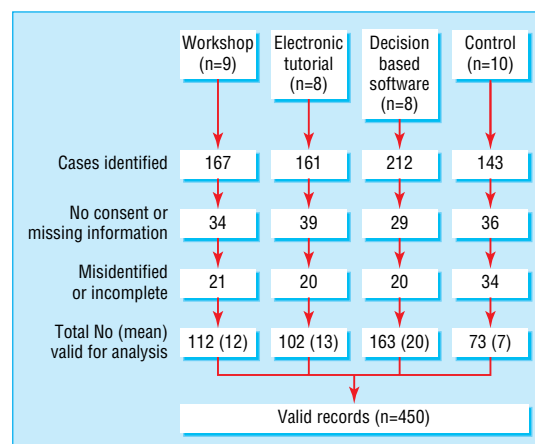 Workshop
(n=9)
Electronic
tutorial
(n=8)
Decision
based
software
(n=8)
Control
(n=10)
Cases identified
167
161
212
143
No consent or
missing information
34
39
29
36
Misidentified
or incomplete
21
20
20
34
Total No (mean)
valid for analysis
112 (12)
102 (13)
163 (20)
73 (7)
Valid records (n=450)